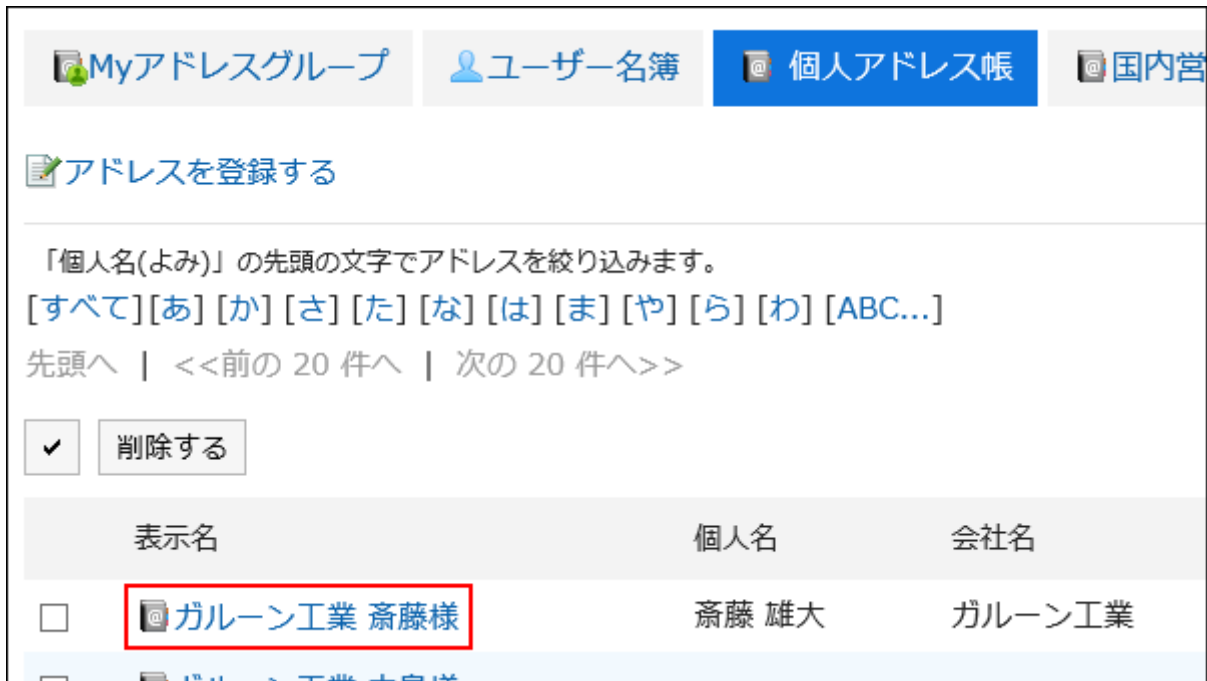 Myアドレスグループ ユーザー名簿 個人アドレス帳 国内営
アドレスを登録する
「個人名(よみ)」の先頭の文字でアドレスを絞り込みます。
[すべて][あ] [か] [さ] [た] [な] [は] [ま] [や] [ら] [わ] [ABC...]
先頭へ | <<前の 20 件へ | 次の 20 件へ>>
削除する
表示名 個人名 会社名
ガルーン工業 斎藤様 斎藤 雄大 ガルーン工業